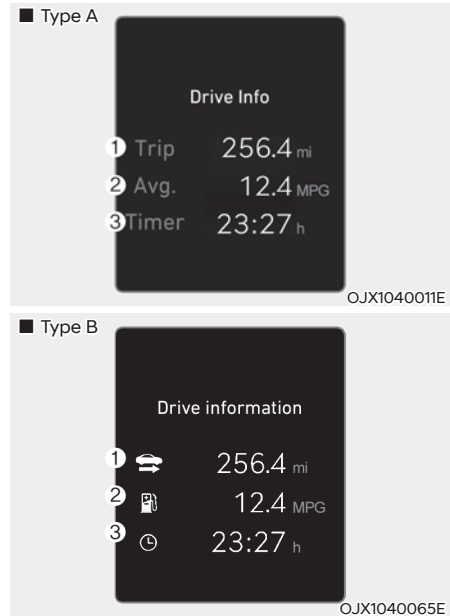 ■ Type A
Drive Info
① Trip 256.4 mi
② Avg. 12.4 MPG
③ Timer 23:27 h
OJX1040011E
■ Type B
Drive information
① 256.4 mi
② 12.4 MPG
③ 23:27 h
OJX1040065E